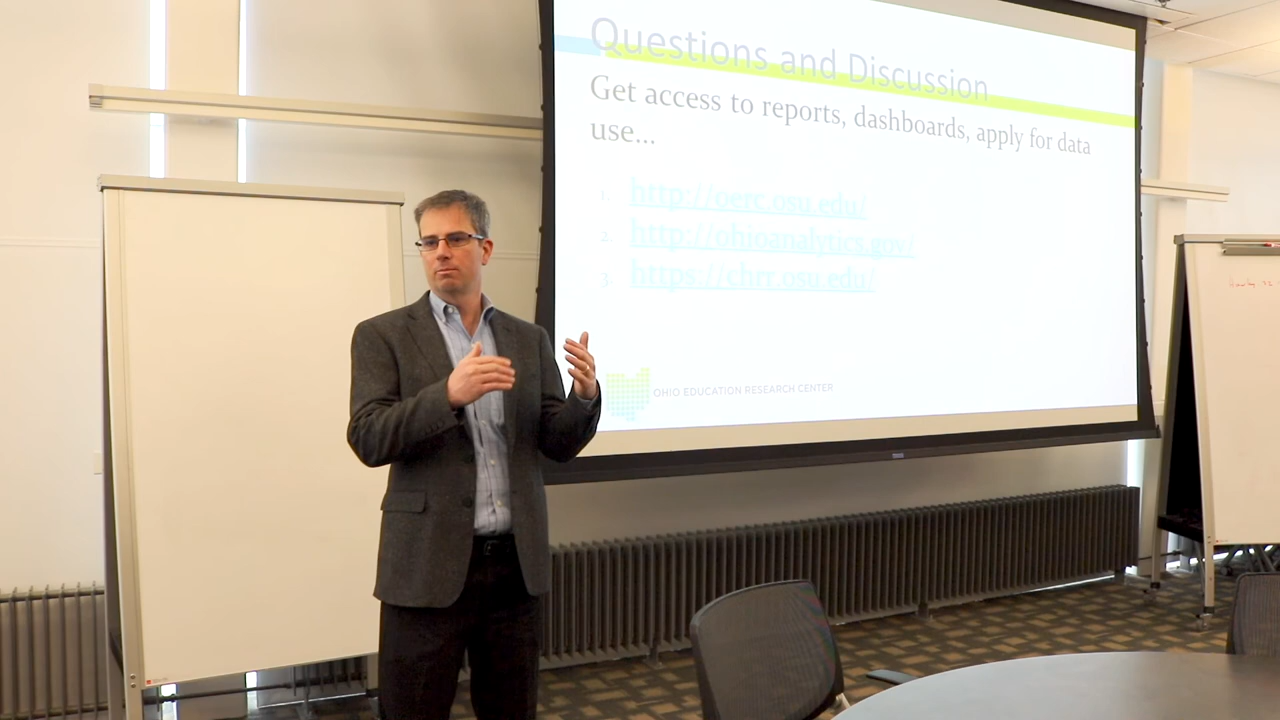 Questions and Discussion
Get access to reports, dashboards, apply for data
use...
1. http://oerc.osu.edu/
2. http://ohioanalytics.gov/
3. https://chrr.osu.edu/
OHIO EDUCATION RESEARCH CENTER